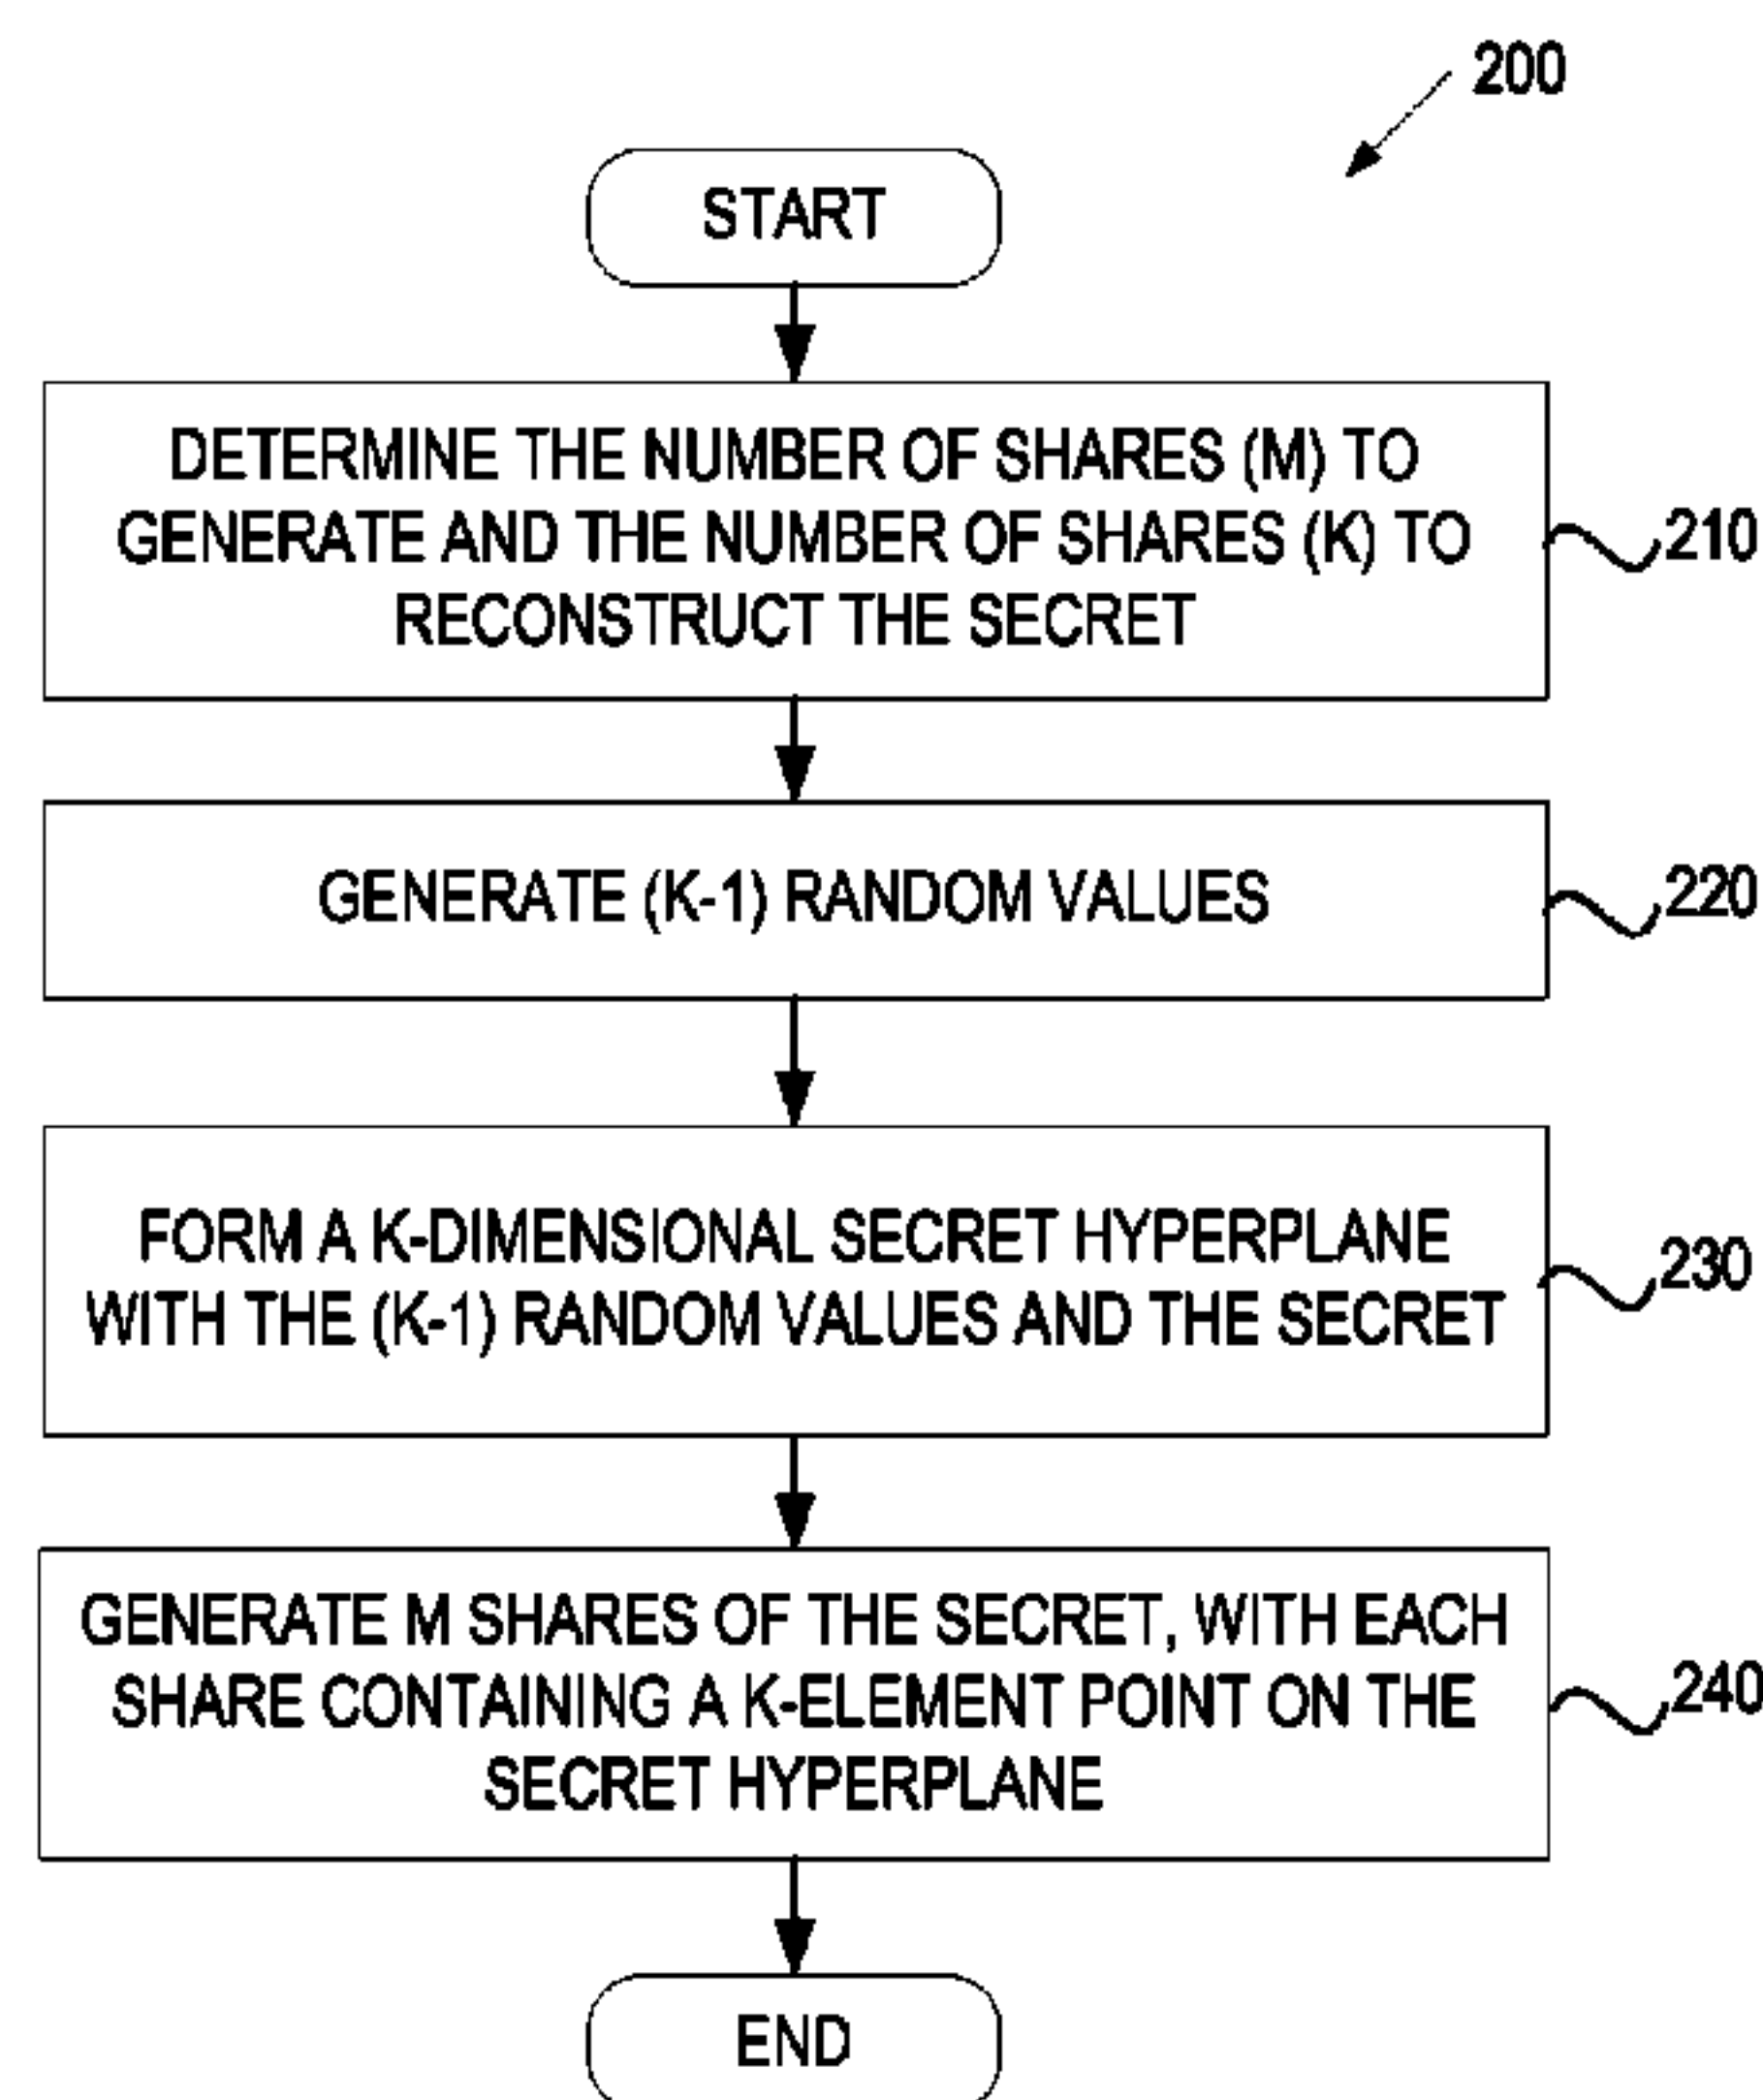 200
START
DETERMINE THE NUMBER OF SHARES (M) TO
GENERATE AND THE NUMBER OF SHARES (K) TO
RECONSTRUCT THE SECRET
210
GENERATE (K-1) RANDOM VALUES
220
FORM A K-DIMENSIONAL SECRET HYPERPLANE
WITH THE (K-1) RANDOM VALUES AND THE SECRET
230
GENERATE M SHARES OF THE SECRET, WITH EACH
SHARE CONTAINING A K-ELEMENT POINT ON THE
SECRET HYPERPLANE
240
END